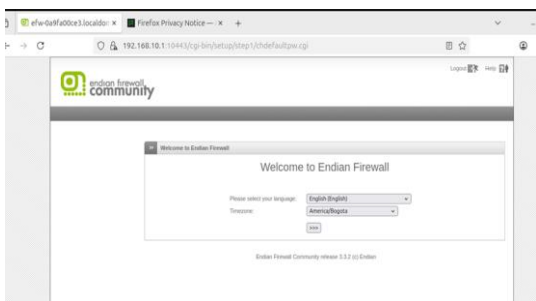 efw-0a9fa00ce3.localdon ×
Firefox Privacy Notice — ×
192.168.10.1:10443/cgi-bin/setup/step1/chdefaultpw.cgi
Logout Help
endian firewall
community
Welcome to Endian Firewall
Welcome to Endian Firewall
Please select your language: English (English)
Timezone: America/Bogota
>>>
Endian Firewall Community release 3.3.2 (c) Endian